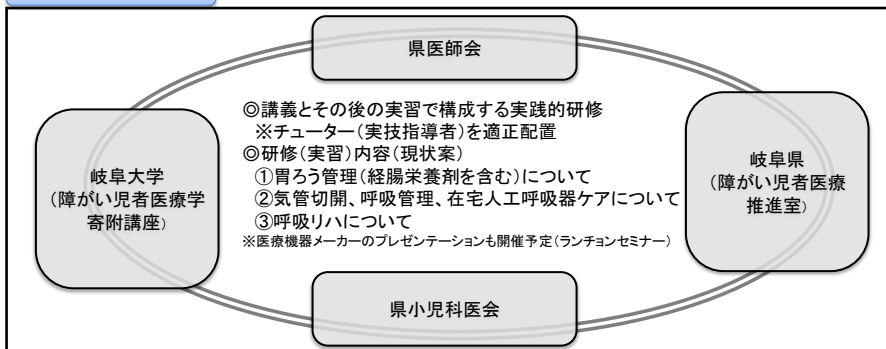 県医師会
◎講義とその後の実習で構成する実践的研修
※チューター(実技指導者)を適正配置
◎研修(実習)内容(現状案)
①胃ろう管理(経腸栄養剤を含む)について
②気管切開、呼吸管理、在宅人工呼吸器ケアについて
③呼吸リハについて
※医療機器メーカーのプレゼンテーションも開催予定(ランチョンセミナー)
岐阜大学
(障がい児者医療学
寄附講座)
岐阜県
(障がい児者医療
推進室)
県小児科医会